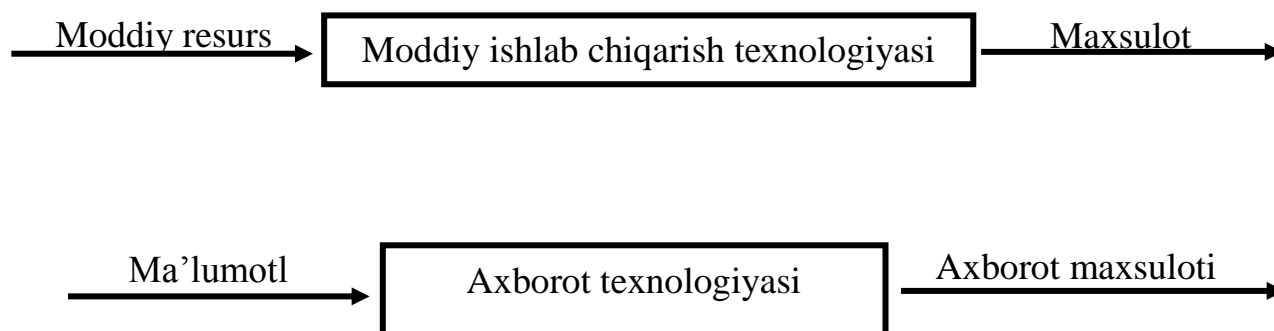 Moddiy resurs
Moddiy ishlab chiqarish texnologiyasi
Maxsulot
Ma’lumotl
Axborot texnologiyasi
Axborot maxsuloti